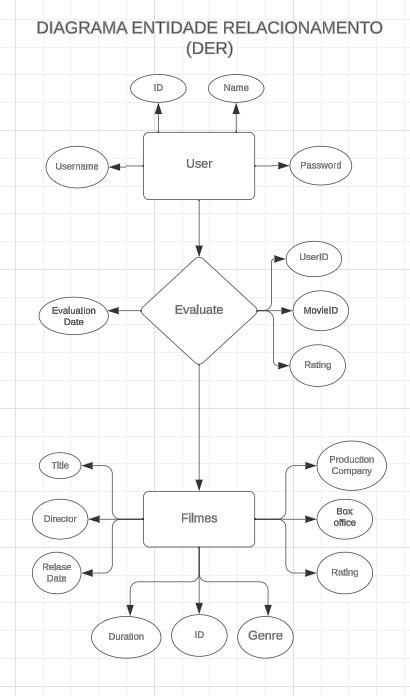 DIAGRAMA ENTIDADE RELACIONAMENTO
(DER)
ID
Name
Username
User
Password
UserID
Evaluation
Date
Evaluate
MovieID
Rating
Title
Production
Company
Director
Filmes
Box
office
Relase
Date
Rating
Duration
ID
Genre